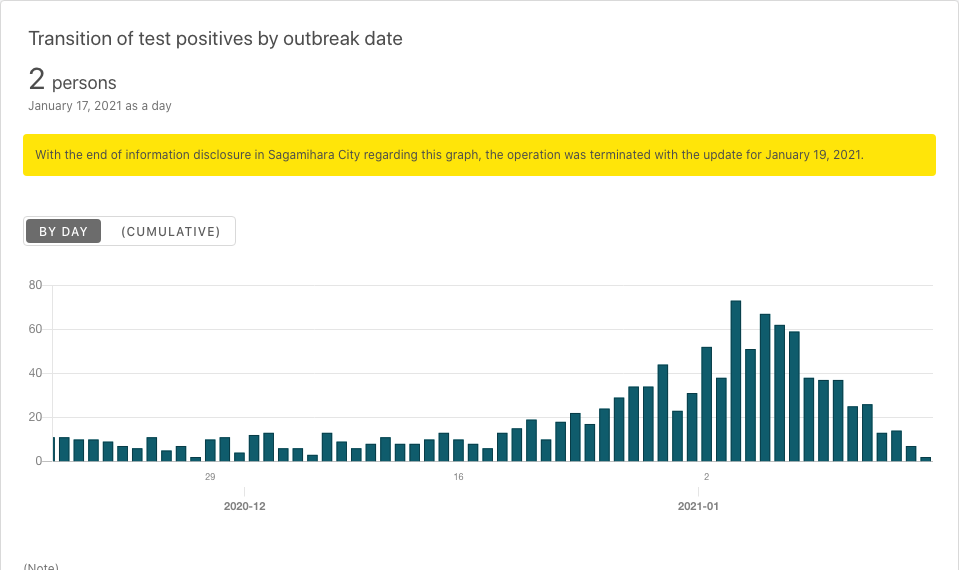 Transition of test positives by outbreak date
2 persons
January 17, 2021 as a day
With the end of information disclosure in Sagamihara City regarding this graph, the operation was terminated with the update for January 19, 2021.
BY DAY (CUMULATIVE)
80
60
40
20
0
29 16 2
2020-12 2021-01
(Note)